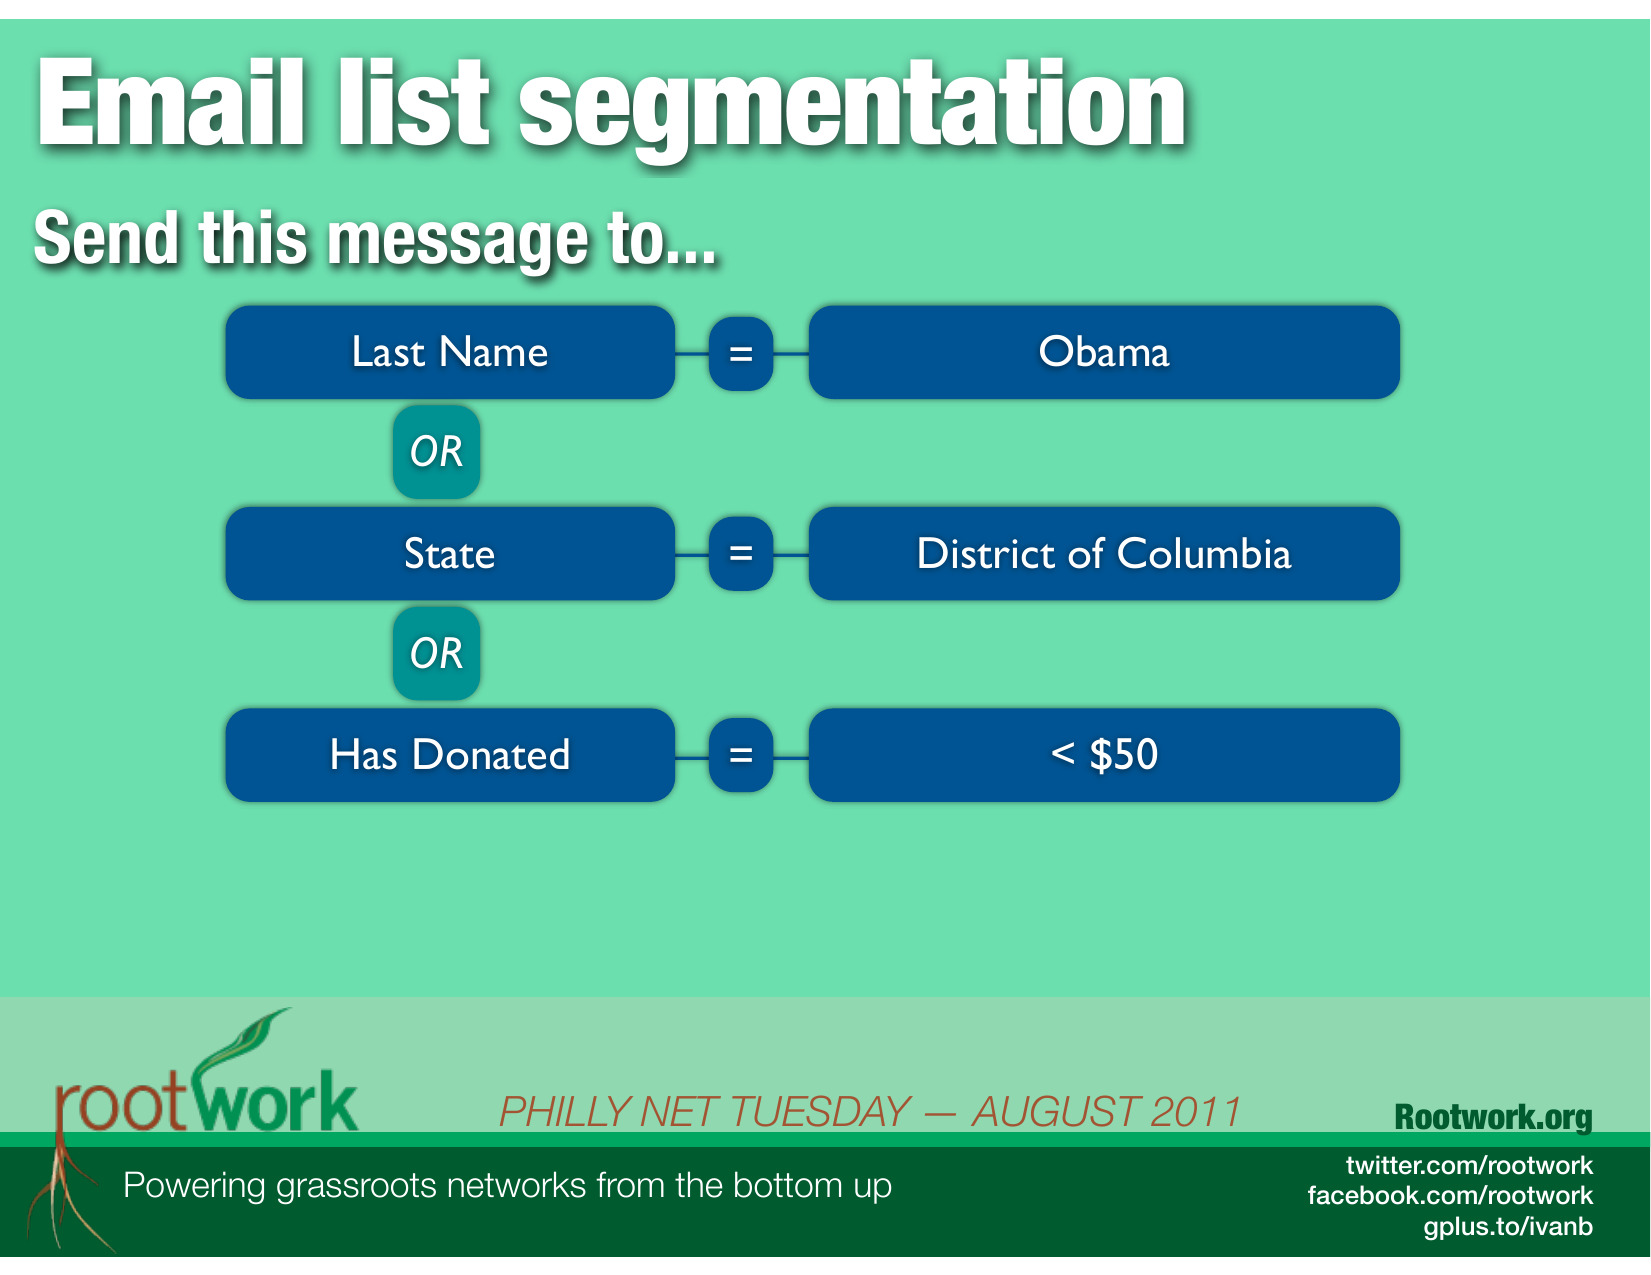 Email list segmentation
Send this message to...
Last Name = Obama
OR
State = District of Columbia
OR
Has Donated = < $50
rootwork
PHILLY NET TUESDAY — AUGUST 2011
Rootwork.org
Powering grassroots networks from the bottom up
twitter.com/rootwork
facebook.com/rootwork
gplus.to/ivanb